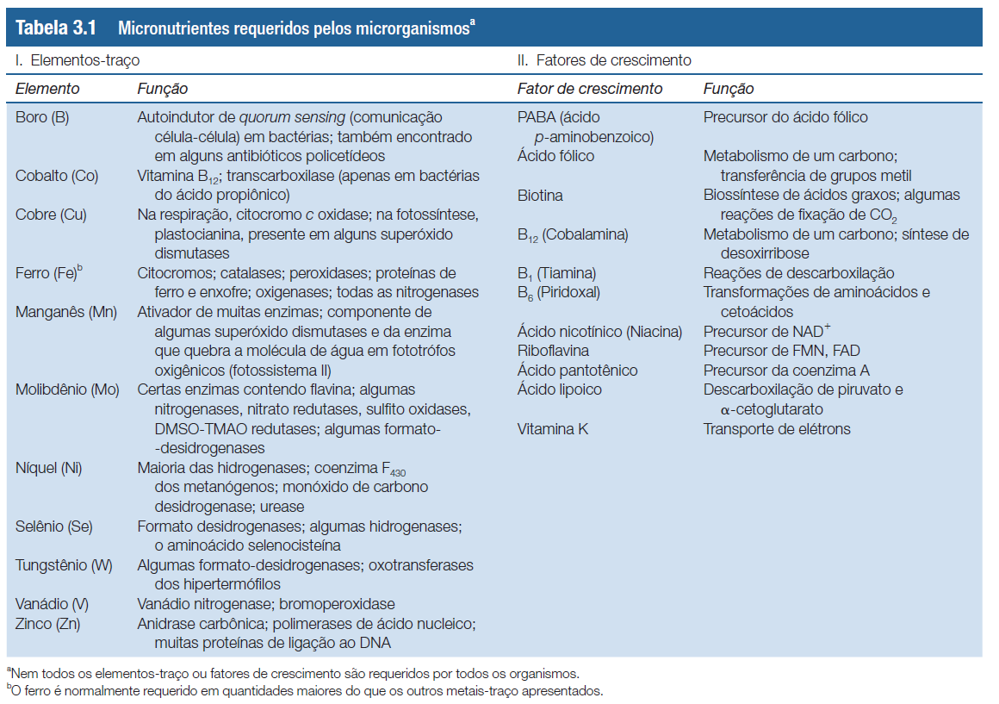 Tabela 3.1 Micronutrientes requeridos pelos microrganismosᵃ
I. Elementos-traço
Elemento Função
Boro (B) Autoindutor de quorum sensing (comunicação
célula-célula) em bactérias; também encontrado
em alguns antibióticos policetídeos
Cobalto (Co) Vitamina B₁₂; transcarboxilase (apenas em bactérias
do ácido propiônico)
Cobre (Cu) Na respiração, citocromo c oxidase; na fotossíntese,
plastocianina, presente em alguns superóxido
dismutases
Ferro (Fe)ᵇ Citocromos; catalases; peroxidases; proteínas de
ferro e enxofre; oxigenases; todas as nitrogenases
Manganês (Mn) Ativador de muitas enzimas; componente de
algumas superóxido dismutases e da enzima
que quebra a molécula de água em fototrófos
oxigênicos (fotossistema II)
Molibdênio (Mo) Certas enzimas contendo flavina; algumas
nitrogenases, nitrato redutases, sulfito oxidases,
DMSO-TMAO redutases; algumas formato-
-desidrogenases
Níquel (Ni) Maioria das hidrogenases; coenzima F₄₃₀
dos metanógenos; monóxido de carbono
desidrogenase; urease
Selênio (Se) Formato desidrogenases; algumas hidrogenases;
o aminoácido selenocisteína
Tungstênio (W) Algumas formato-desidrogenases; oxotransferases
dos hipertermófilos
Vanádio (V) Vanádio nitrogenase; bromoperoxidase
Zinco (Zn) Anidrase carbônica; polimerases de ácido nucleico;
muitas proteínas de ligação ao DNA
II. Fatores de crescimento
Fator de crescimento Função
PABA (ácido Precursor do ácido fólico
p-aminobenzoico)
Ácido fólico Metabolismo de um carbono;
transferência de grupos metil
Biotina Biossíntese de ácidos graxos; algumas
reações de fixação de CO₂
B₁₂ (Cobalamina) Metabolismo de um carbono; síntese de
desoxirribose
B₁ (Tiamina) Reações de descarboxilação
B₆ (Piridoxal) Transformações de aminoácidos e
cetoácidos
Ácido nicotínico (Niacina) Precursor de NAD⁺
Riboflavina Precursor de FMN, FAD
Ácido pantotênico Precursor da coenzima A
Ácido lipoico Descarboxilação de piruvato e
α-cetoglutarato
Vitamina K Transporte de elétrons
ᵃNem todos os elementos-traço ou fatores de crescimento são requeridos por todos os organismos.
ᵇO ferro é normalmente requerido em quantidades maiores do que os outros metais-traço apresentados.